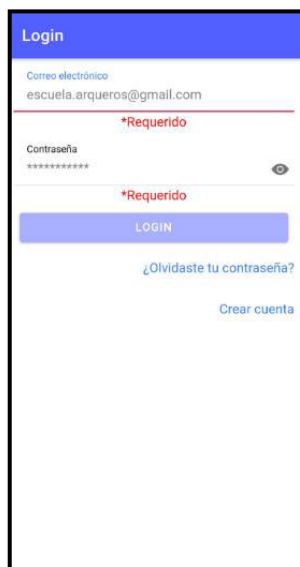 Login
Correo electrónico
escuela.arqueros@gmail.com
*Requerido
Contraseña
***********
*Requerido
LOGIN
¿Olvidaste tu contraseña?
Crear cuenta